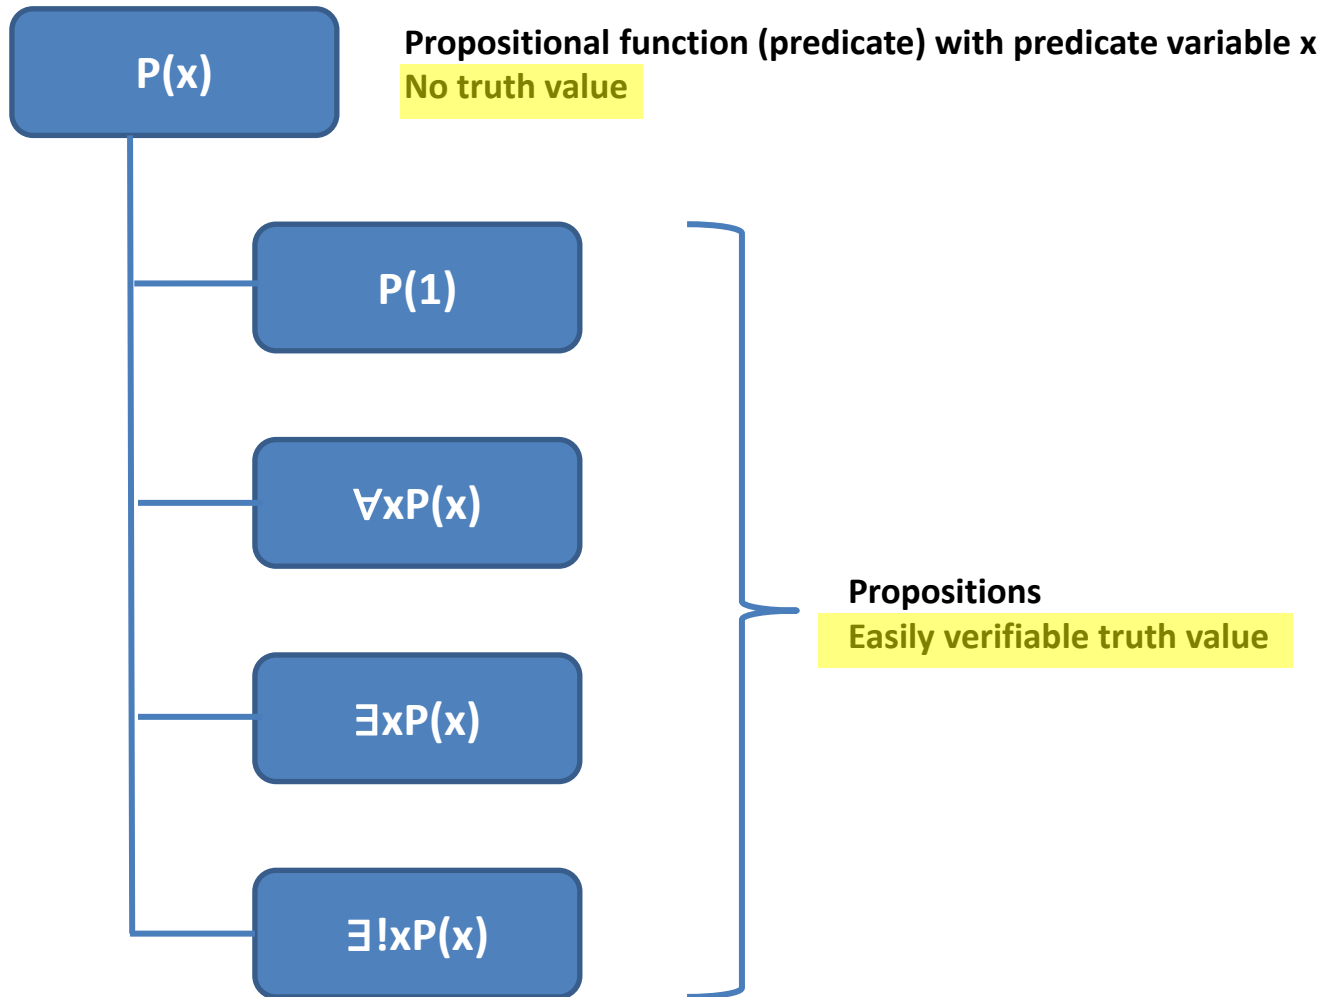 P(x)
Propositional function (predicate) with predicate variable x
No truth value
P(1)
∀xP(x)
∃xP(x)
∃!xP(x)
Propositions
Easily verifiable truth value